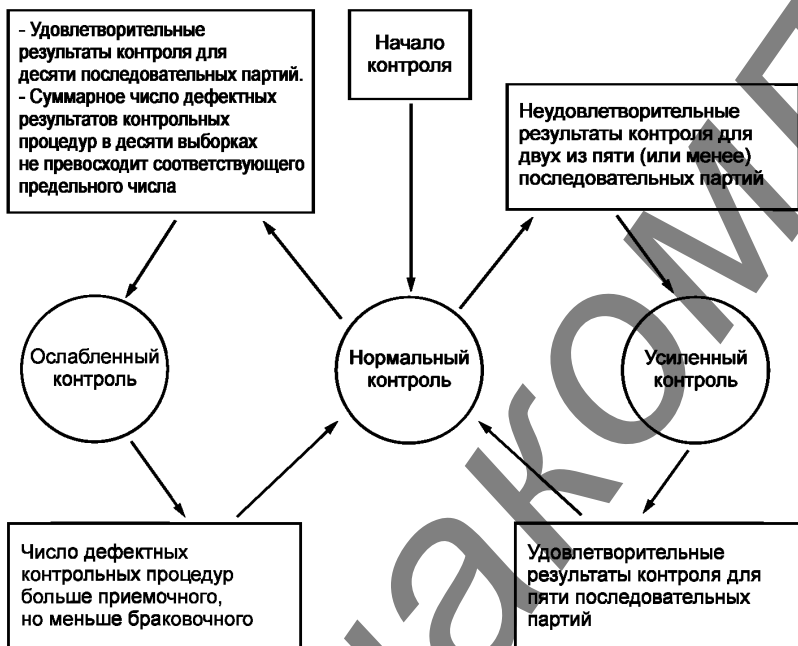 - Удовлетворительные
результаты контроля для
десяти последовательных партий.
- Суммарное число дефектных
результатов контрольных
процедур в десяти выборках
не превосходит соответствующего
предельного числа
Начало
контроля
Неудовлетворительные
результаты контроля для
двух из пяти (или менее)
последовательных партий
Ослабленный
контроль
Нормальный
контроль
Усиленный
контроль
Число дефектных
контрольных процедур
больше приемочного,
но меньше браковочного
Удовлетворительные
результаты контроля для
пяти последовательных
партий